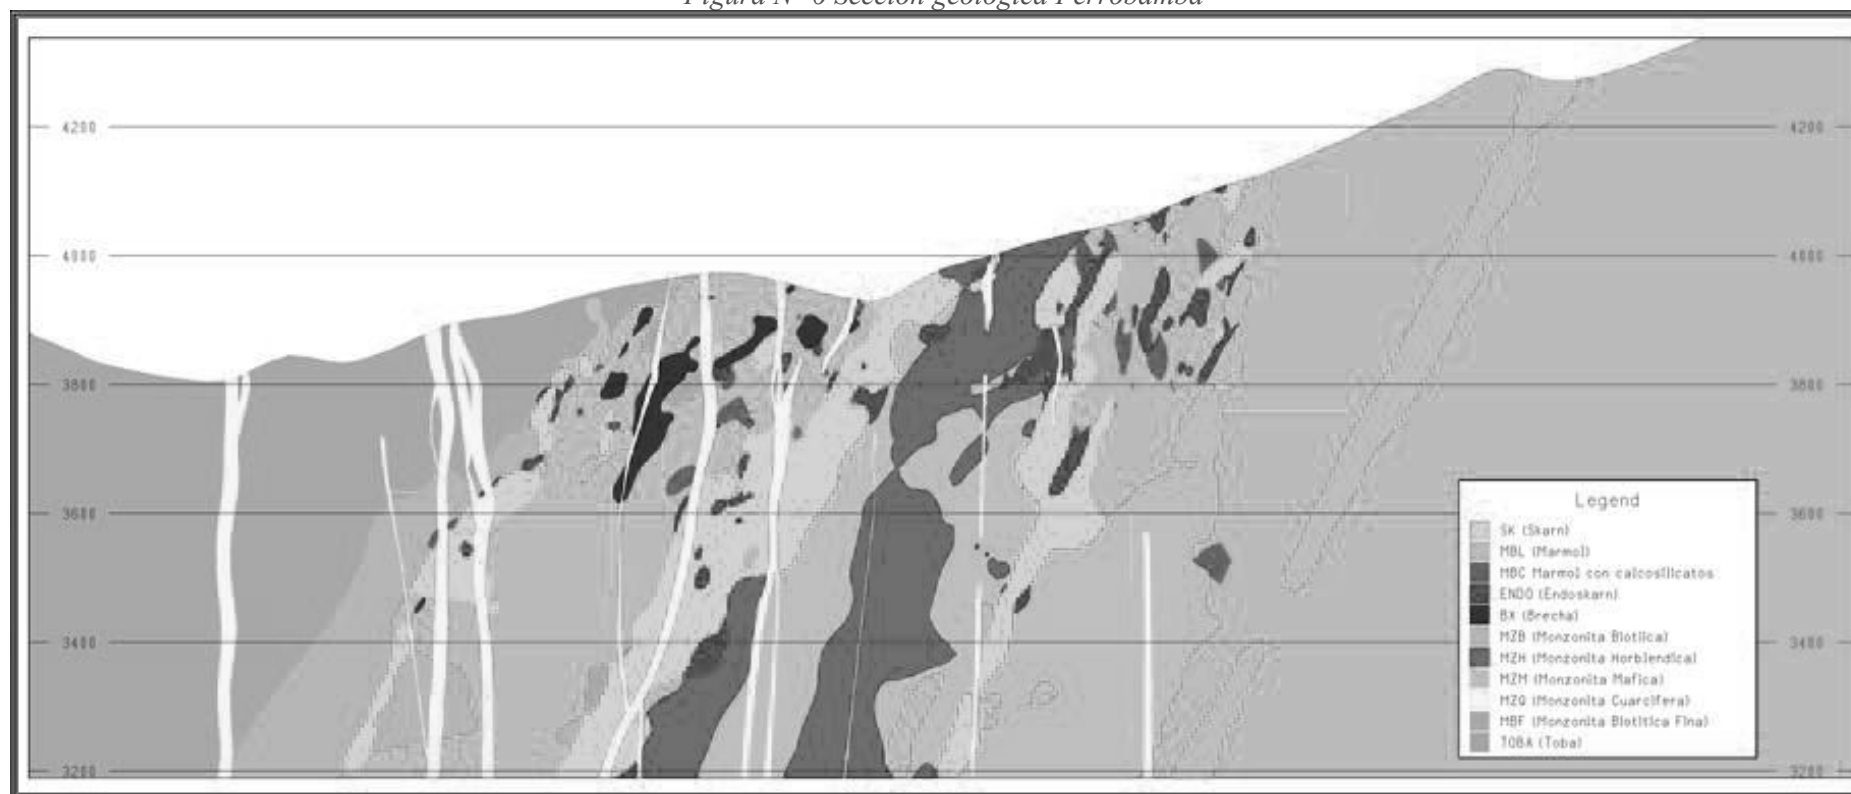 Figura N° 6 Sección geológica Ferrobamba
4200 4200
4000 4000
3800 3800
3600 3600
3400 3400
3200 3200
Legend
SK (Skarn)
MBL (Marmol)
MBC Marmol con calcosilicatos
ENDO (Endoskarn)
BX (Brecha)
MZB (Monzonita Biotiica)
MZH (Monzonita Horblendica)
MZM (Monzonita Mafica)
MZQ (Monzonita Cuarcifera)
MBF (Monzonita Biotitica Fina)
TOBA (Toba)